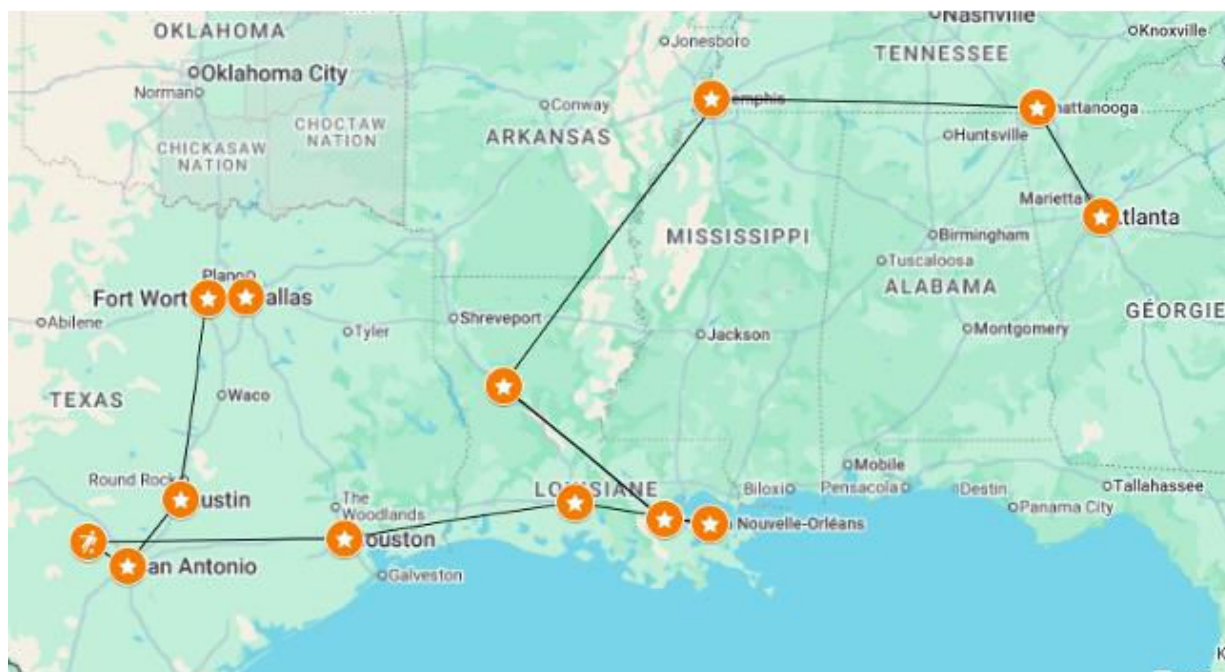 OKLAHOMA
Oklahoma City
Norman
CHICKASAW
NATION
CHOCTAW
NATION
Jonesboro
Conway
ARKANSAS
emphis
Nashville
TENNESSEE
Knoxville
hattanooga
Huntsville
Marietta
tlanta
Birmingham
Tuscaloosa
ALABAMA
Montgomery
GÉORGIE
MISSISSIPPI
Jackson
Shreveport
Plano
Fort Wort
allas
Abilene
Tyler
TEXAS
Waco
Round Rock
ustin
The
Woodlands
ouston
an Antonio
Galveston
LOUISIANE
Nouvelle-Orléans
Biloxi
Mobile
Pensacola
Destin
Panama City
Tallahassee
K